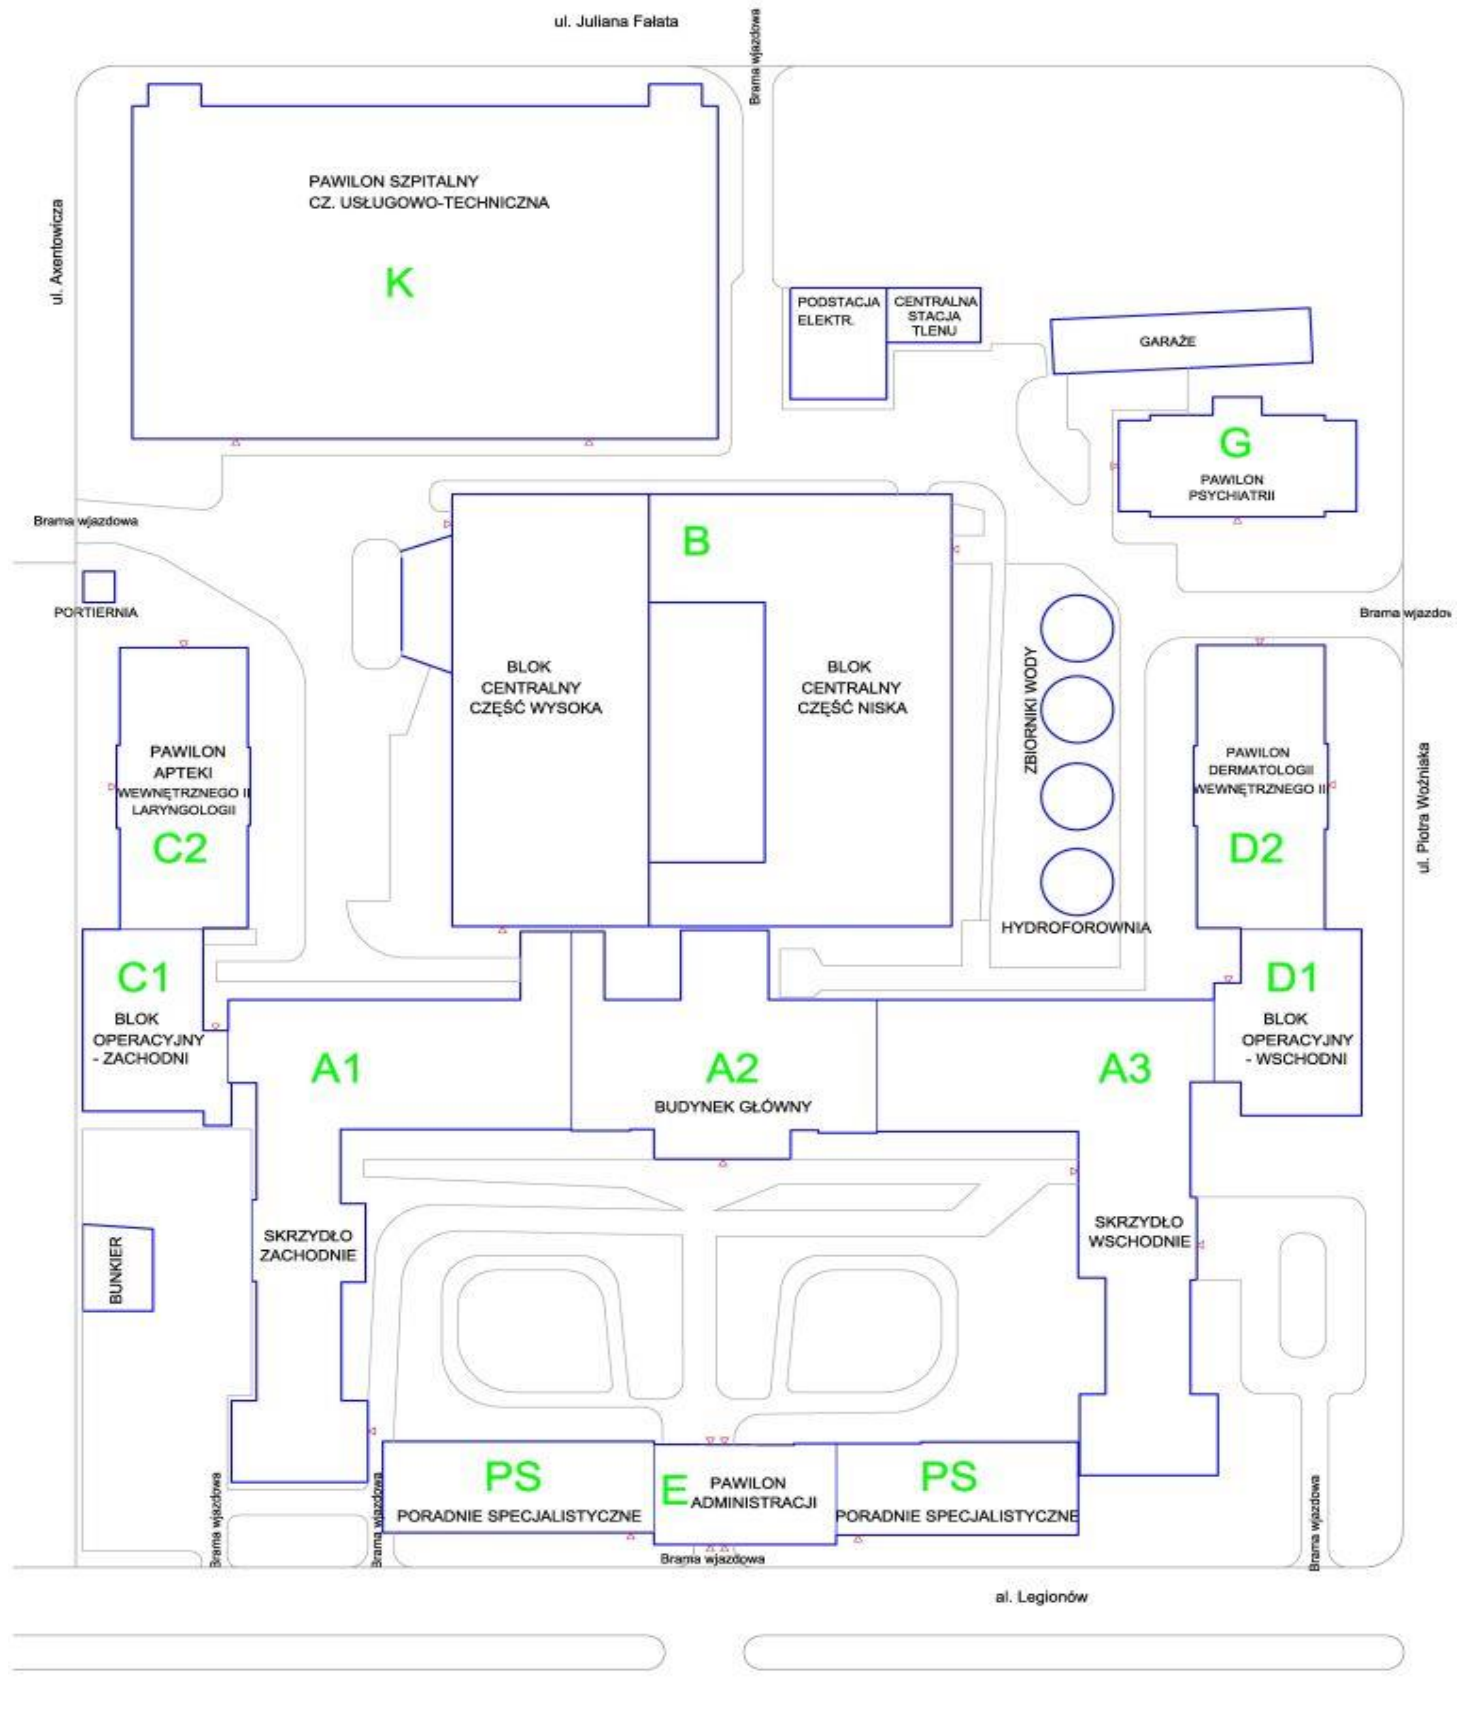 ul. Juliana Fałata
Brama wjazdowa
ul. Axentowicza
PAWILON SZPITALNY
CZ. USŁUGOWO-TECHNICZNA
K
PODSTACJA
ELEKTR.
CENTRALNA
STACJA
TLENU
GARAŻE
G
PAWILON
PSYCHIATRII
Brama wjazdowa
PORTIERNIA
B
BLOK
CENTRALNY
CZĘŚĆ WYSOKA
BLOK
CENTRALNY
CZĘŚĆ NISKA
ZBIORNIKI WODY
HYDROFOROWNIA
Brama wjazdow
ul. Piotra Woźniaka
PAWILON
APTEKI
WEWNĘTRZNEGO II
LARYNGOLOGII
C2
PAWILON
DERMATOLOGII
WEWNĘTRZNEGO II
D2
C1
BLOK
OPERACYJNY
- ZACHODNI
A1
A2
BUDYNEK GŁÓWNY
A3
D1
BLOK
OPERACYJNY
- WSCHODNI
BUNKIER
SKRZYDŁO
ZACHODNIE
SKRZYDŁO
WSCHODNIE
PS
PORADNIE SPECJALISTYCZNE
E
PAWILON
ADMINISTRACJI
PS
PORADNIE SPECJALISTYCZNE
Brama wjazdowa
Brama wjazdowa
Brama wjazdowa
Brama wjazdowa
al. Legionów